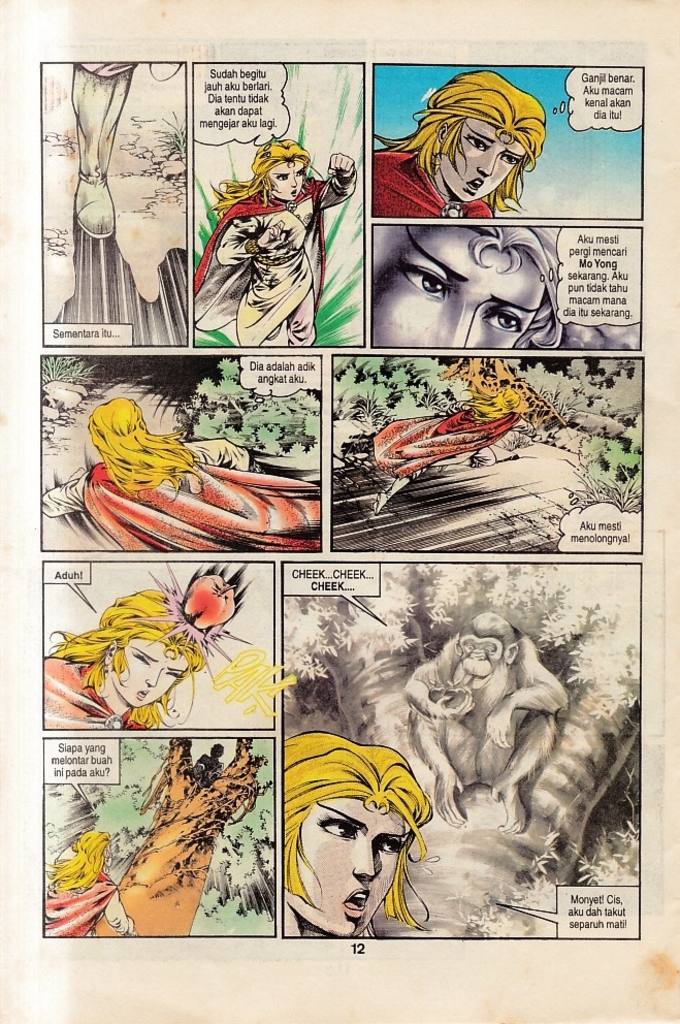 Sementara itu...
Sudah begitu
jauh aku berlari.
Dia tentu tidak
akan dapat
mengejar aku lagi.
Ganjil benar.
Aku macam
kenal akan
dia itu!
Aku mesti
pergi mencari
Mo Yong
sekarang. Aku
pun tidak tahu
macam mana
dia itu sekarang.
Dia adalah adik
angkat aku.
Aku mesti
menolongnya!
Aduh!
Siapa yang
melontar buah
ini pada aku?
CHEEK...CHEEK...
CHEEK....
Monyet! Cis,
aku dah takut
separuh mati!
12